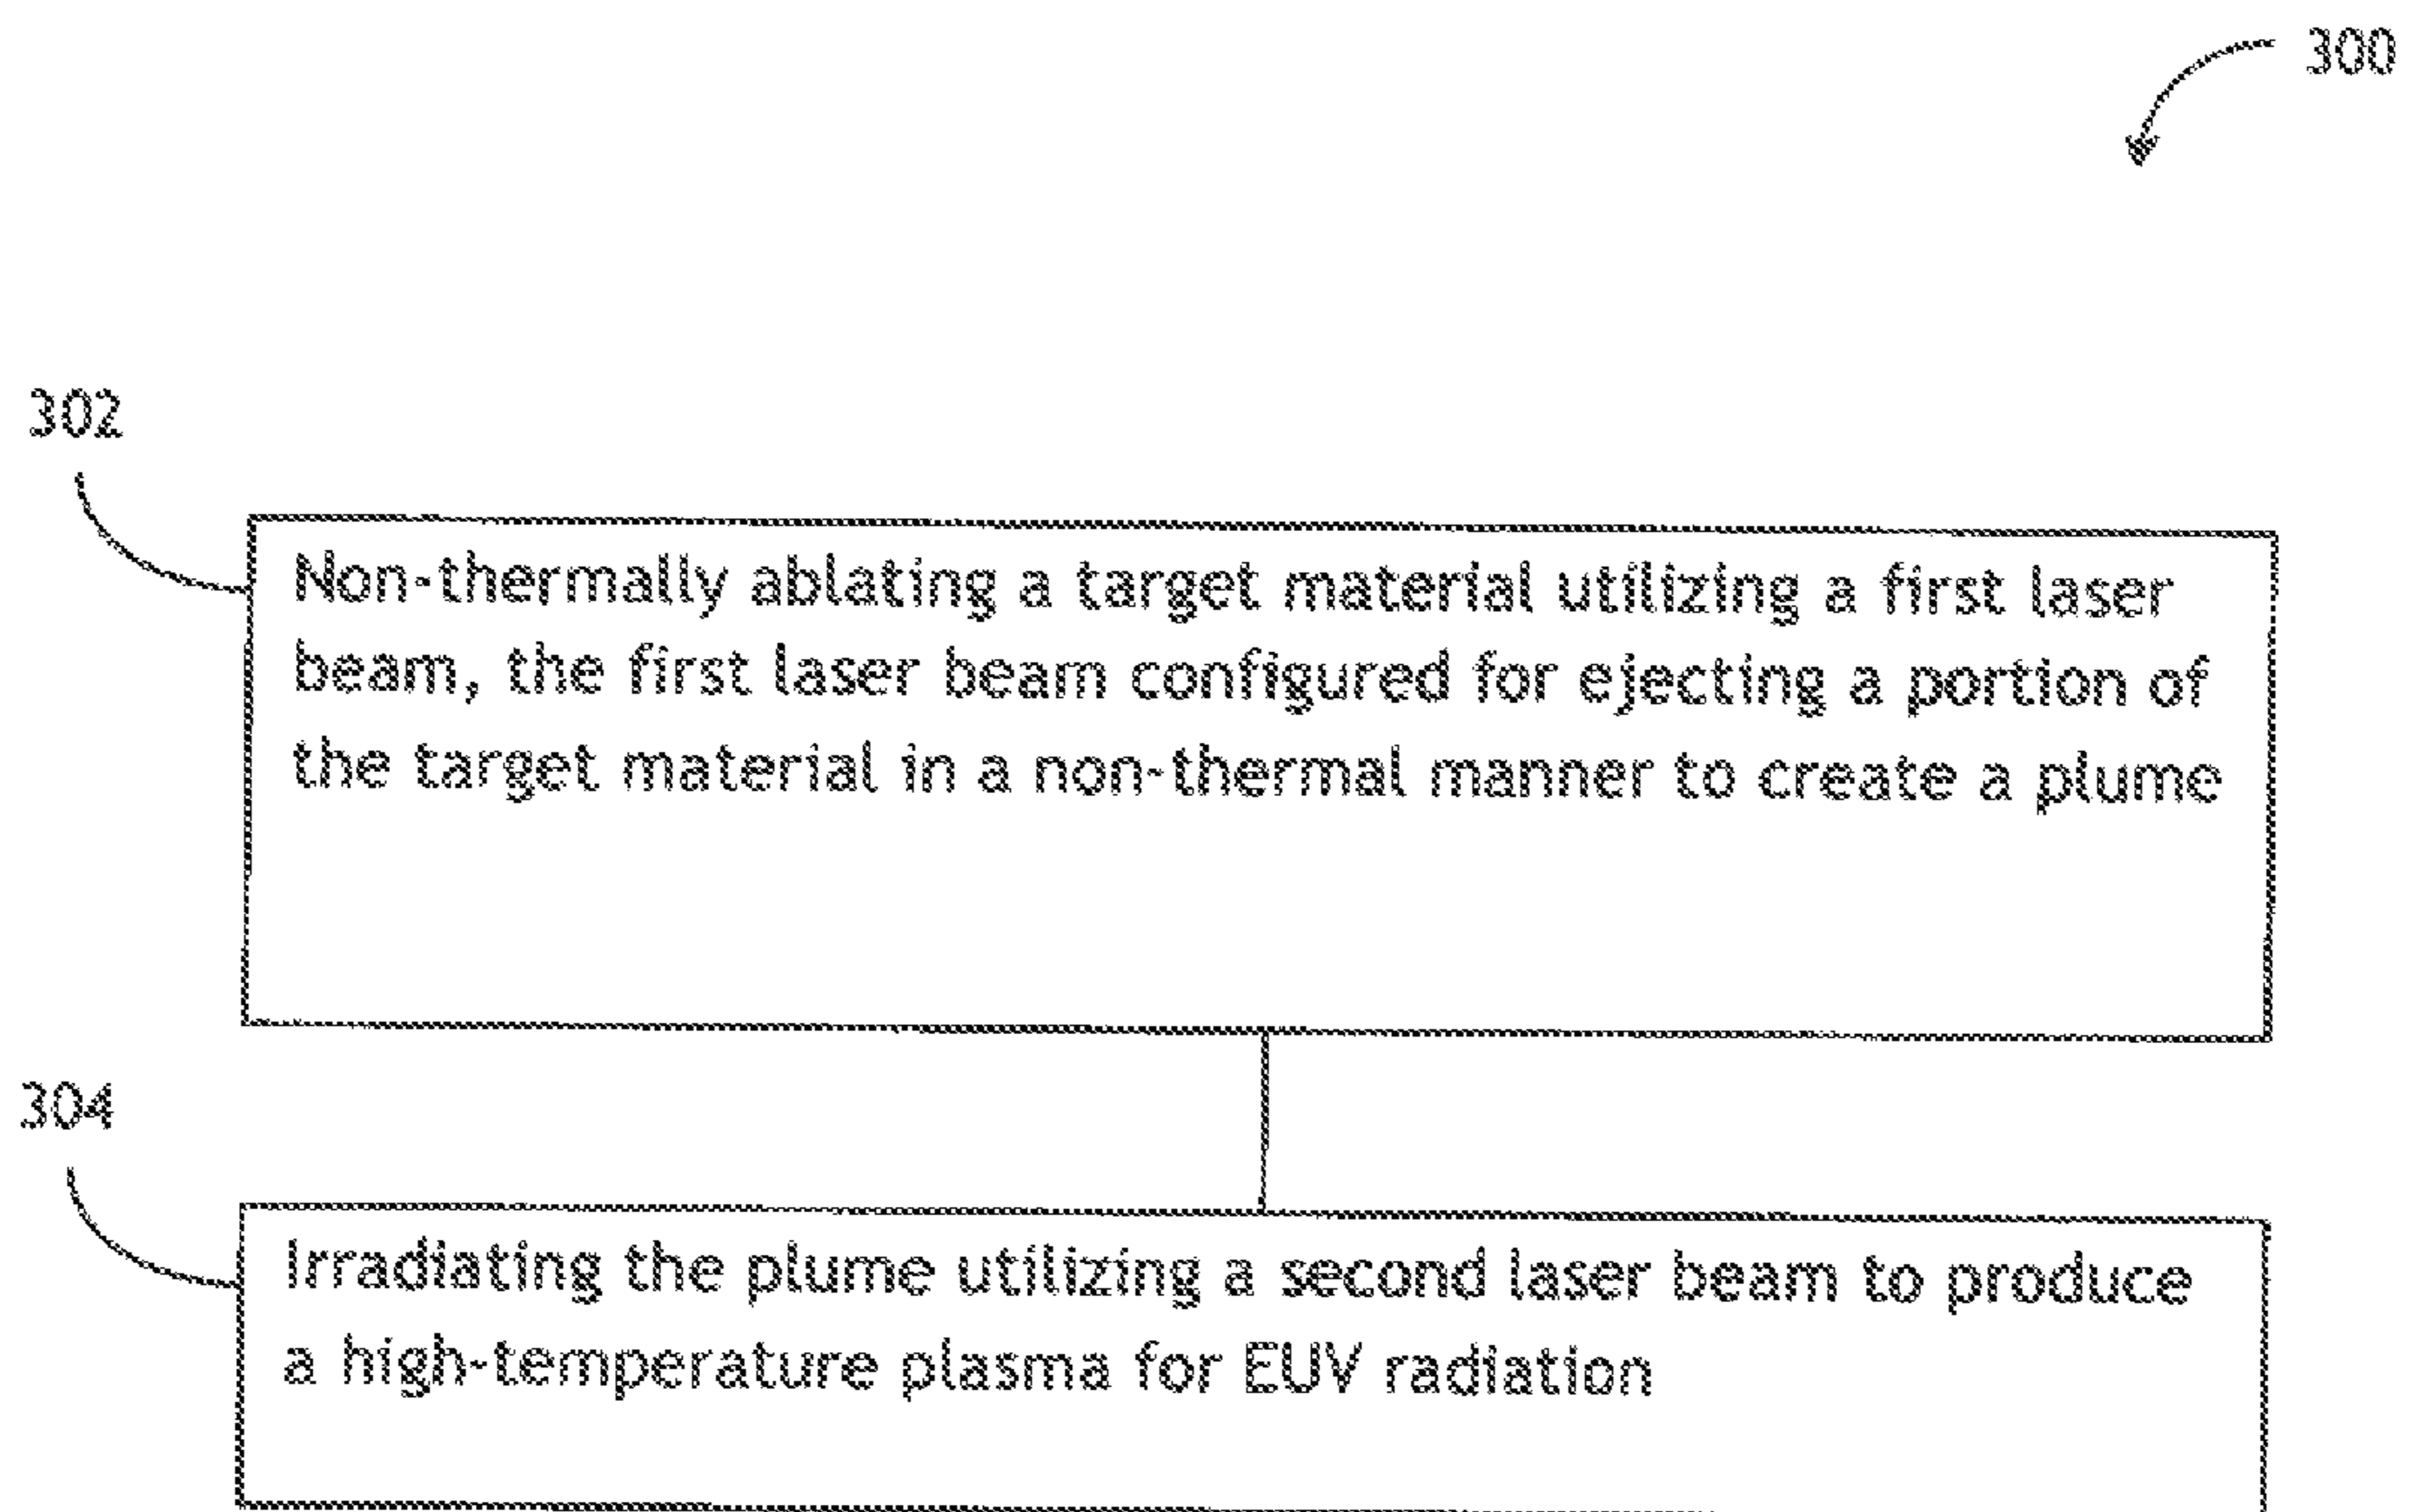 300
302
Non-thermally ablating a target material utilizing a first laser
beam, the first laser beam configured for ejecting a portion of
the target material in a non-thermal manner to create a plume
304
Irradiating the plume utilizing a second laser beam to produce
a high-temperature plasma for EUV radiation